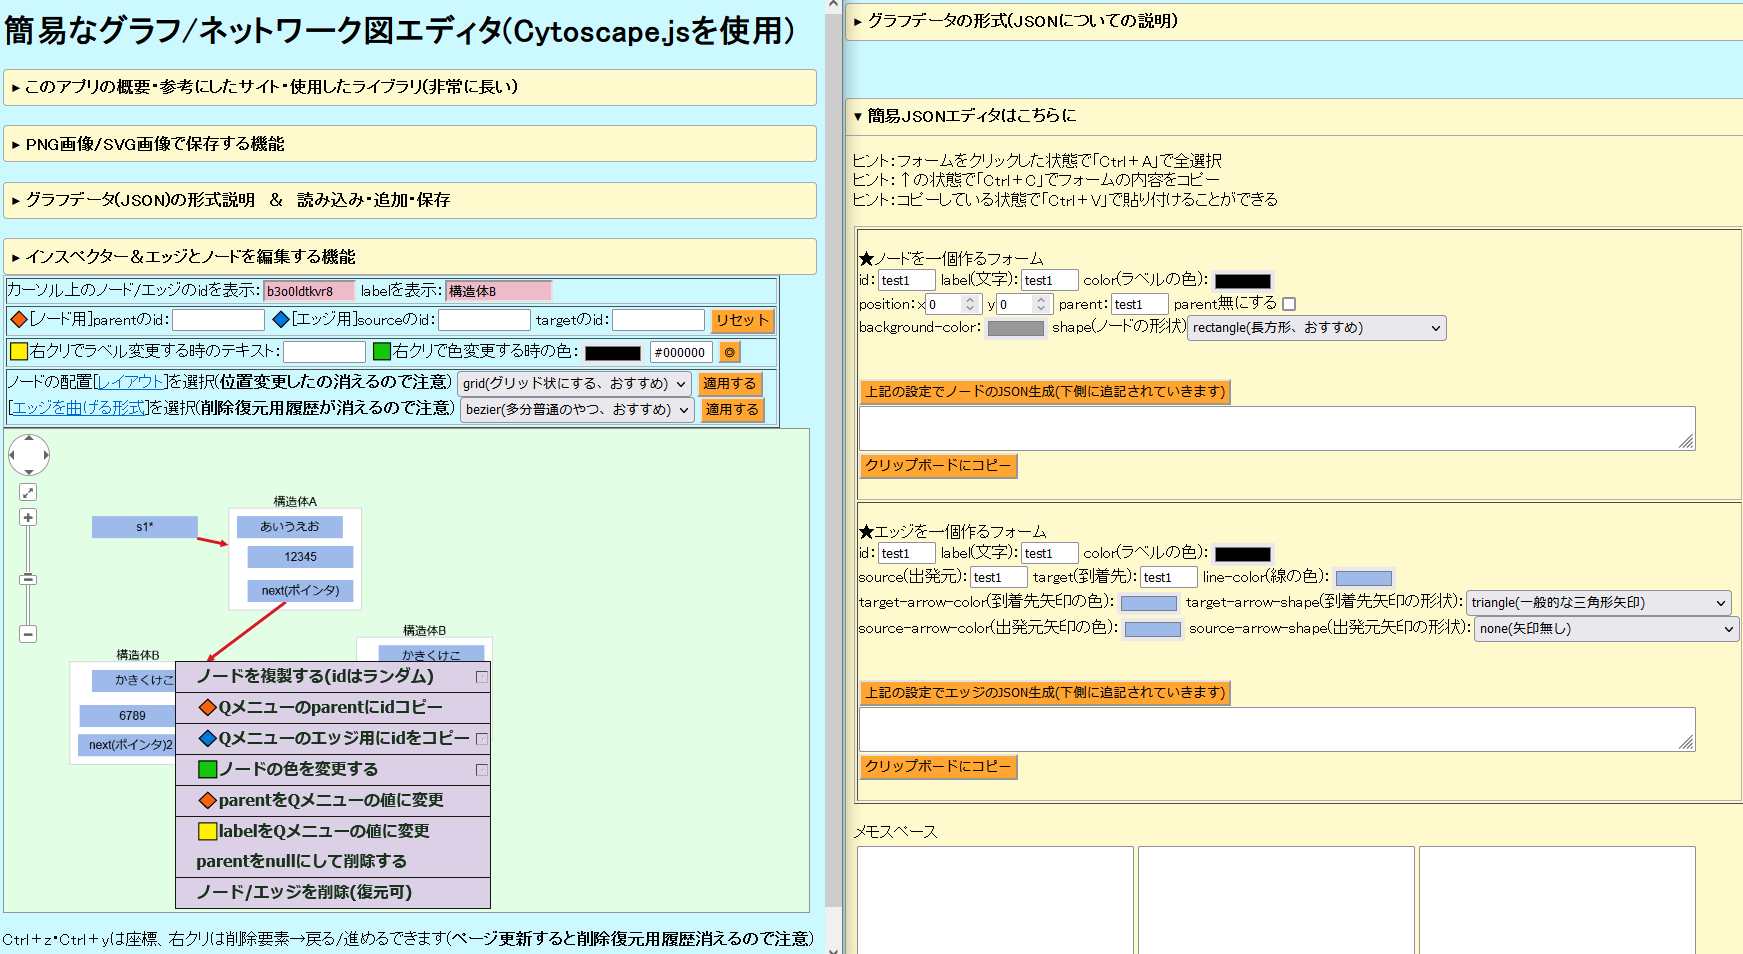 簡易なグラフ/ネットワーク図エディタ(Cytoscape.jsを使用)
▸ このアプリの概要・参考にしたサイト・使用したライブラリ(非常に長い)
▸ PNG画像/SVG画像で保存する機能
▸ グラフデータ(JSON)の形式説明　&　読み込み・追加・保存
▸ インスペクター&エッジとノードを編集する機能
カーソル上のノード/エッジのidを表示: b3o0ldtkvr8 labelを表示: 構造体B
[ノード用]parentのid: [エッジ用]sourceのid: targetのid: リセット
右クリでラベル変更する時のテキスト: 右クリで色変更する時の色: #000000 ◎
ノードの配置[レイアウト]を選択(位置変更したの消えるので注意) grid(グリッド状にする、おすすめ) 適用する
[エッジを曲げる形式]を選択(削除復元用履歴が消えるので注意) bezier(多分普通のやつ、おすすめ) 適用する
構造体A
s1*
あいうえお
12345
next(ポインタ)
構造体B
かきくけこ
構造体B
かきくけこ
6789
next(ポインタ)2
ノードを複製する(idはランダム)
Qメニューのparentにidコピー
Qメニューのエッジ用にidをコピー
ノードの色を変更する
parentをQメニューの値に変更
labelをQメニューの値に変更
parentをnullにして削除する
ノード/エッジを削除(復元可)
Ctrl+z・Ctrl+yは座標、右クリは削除要素→戻る/進めるできます(ページ更新すると削除復元用履歴消えるので注意)
▸ グラフデータの形式(JSONについての説明)
▾ 簡易JSONエディタはこちらに
ヒント:フォームをクリックした状態で「Ctrl+A」で全選択
ヒント:↑の状態で「Ctrl+C」でフォームの内容をコピー
ヒント:コピーしている状態で「Ctrl+V」で貼り付けることができる
★ノードを一個作るフォーム
id: test1 label(文字): test1 color(ラベルの色):
position:x 0 y 0 parent: test1 parent無にする
background-color: shape(ノードの形状) rectangle(長方形、おすすめ)
上記の設定でノードのJSON生成(下側に追記されていきます)
クリップボードにコピー
★エッジを一個作るフォーム
id: test1 label(文字): test1 color(ラベルの色):
source(出発元): test1 target(到着先): test1 line-color(線の色):
target-arrow-color(到着先矢印の色): target-arrow-shape(到着先矢印の形状): triangle(一般的な三角形矢印)
source-arrow-color(出発元矢印の色): source-arrow-shape(出発元矢印の形状): none(矢印無し)
上記の設定でエッジのJSON生成(下側に追記されていきます)
クリップボードにコピー
メモスペース